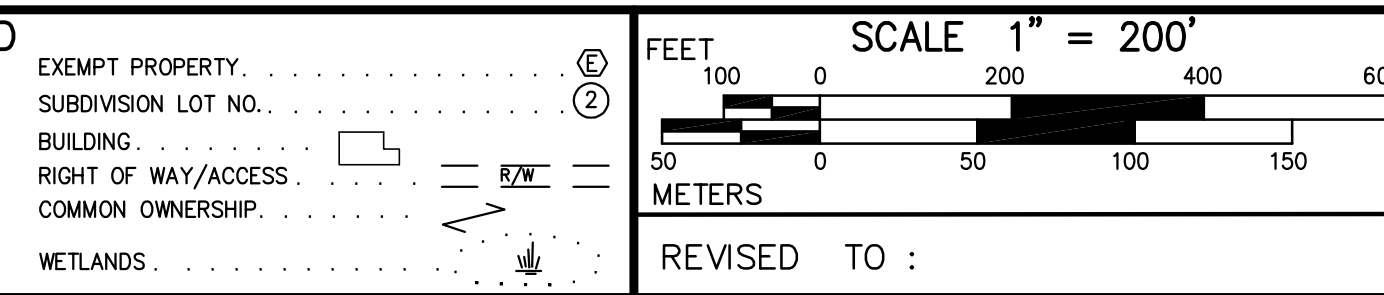 D
EXEMPT PROPERTY. . . . . . . . . . . . . . . E
SUBDIVISION LOT NO.. . . . . . . . . . . . . . 2
BUILDING. . . . . . . .
RIGHT OF WAY/ACCESS. . . . . R/W
COMMON OWNERSHIP. . . . . . .
WETLANDS. . . . . . . . . . . . .
SCALE 1" = 200'
FEET
100 0 200 400
50 0 50 100 150
METERS
REVISED TO :